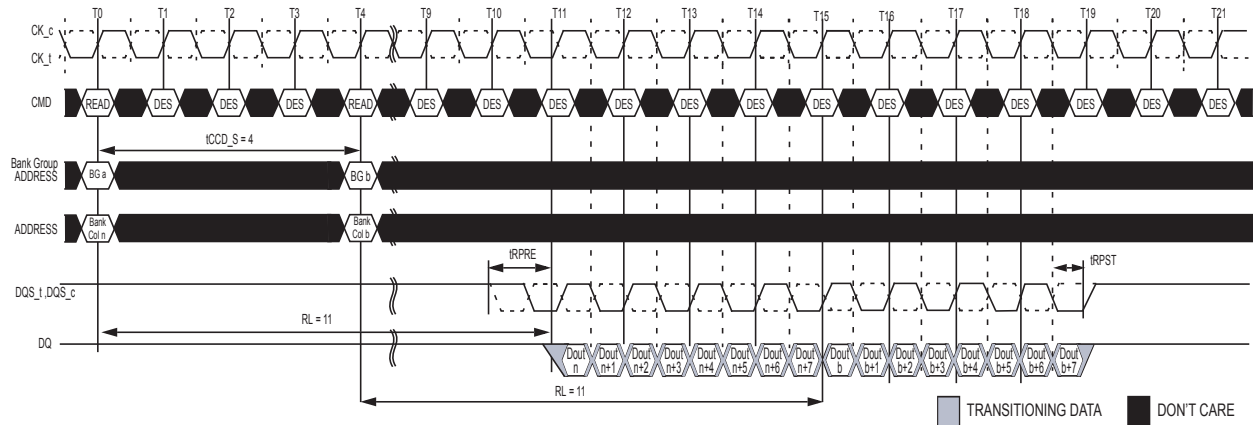 T0 T1 T2 T3 T4 T9 T10 T11 T12 T13 T14 T15 T16 T17 T18 T19 T20 T21
CK_c
CK_t
CMD READ DES DES DES READ DES DES DES DES DES DES DES DES DES DES DES DES DES
tCCD_S = 4
Bank Group
ADDRESS BG a BG b
ADDRESS Bank
Col n Bank
Col b
tRPRE tRPST
DQS_t ,DQS_c
RL = 11
DQ Dout
n Dout
n+1 Dout
n+2 Dout
n+3 Dout
n+4 Dout
n+5 Dout
n+6 Dout
n+7 Dout
b Dout
b+1 Dout
b+2 Dout
b+3 Dout
b+4 Dout
b+5 Dout
b+6 Dout
b+7
RL = 11
TRANSITIONING DATA DON'T CARE